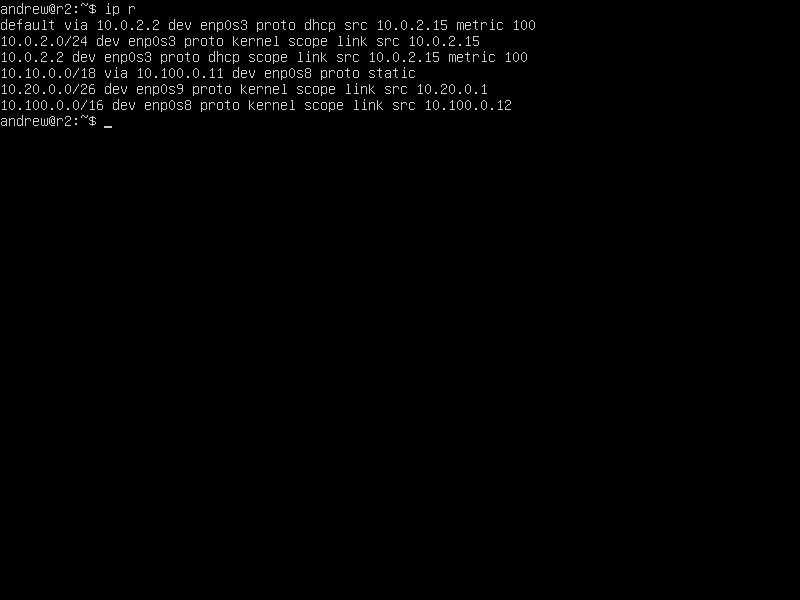 andrew@r2:~$ ip r
default via 10.0.2.2 dev enp0s3 proto dhcp src 10.0.2.15 metric 100
10.0.2.0/24 dev enp0s3 proto kernel scope link src 10.0.2.15
10.0.2.2 dev enp0s3 proto dhcp scope link src 10.0.2.15 metric 100
10.10.0.0/18 via 10.100.0.11 dev enp0s8 proto static
10.20.0.0/26 dev enp0s9 proto kernel scope link src 10.20.0.1
10.100.0.0/16 dev enp0s8 proto kernel scope link src 10.100.0.12
andrew@r2:~$ _